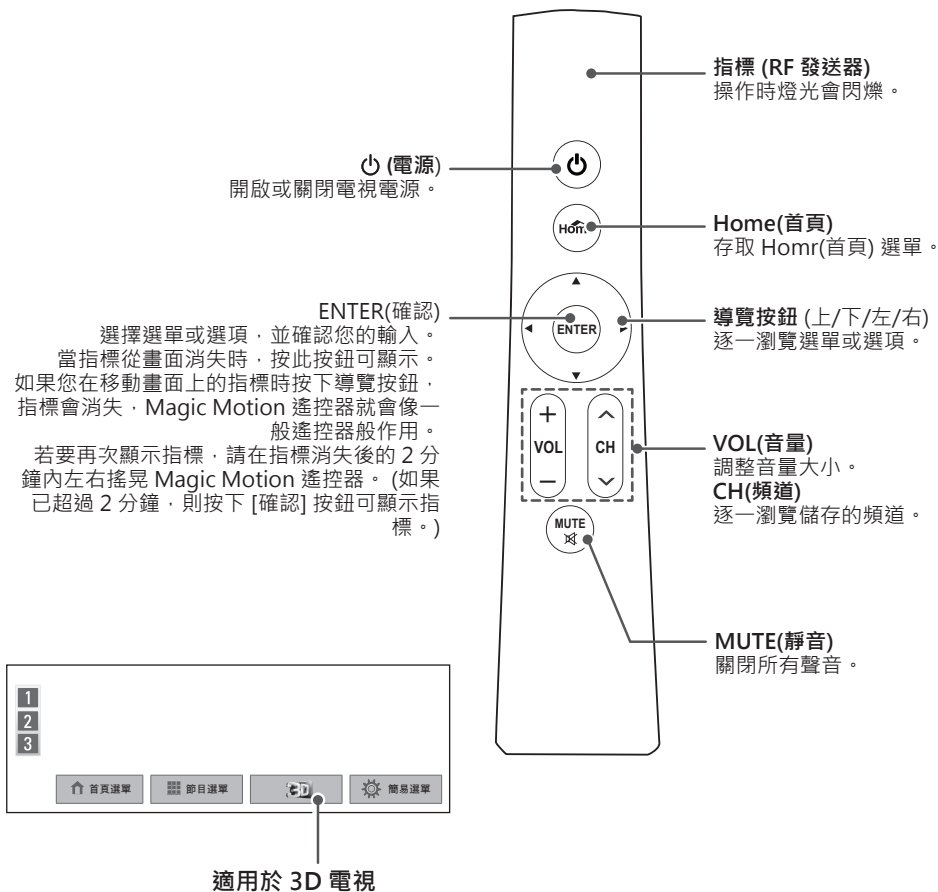 指標 (RF 發送器)
操作時燈光會閃爍。
(電源)
開啟或關閉電視電源。
Home
Home(首頁)
存取 Homr(首頁) 選單。
ENTER(確認)
選擇選單或選項，並確認您的輸入。
當指標從畫面消失時，按此按鈕可顯示。
如果您在移動畫面上的指標時按下導覽按鈕，
指標會消失，Magic Motion 遙控器就會像一
般遙控器般作用。
若要再次顯示指標，請在指標消失後的 2 分
鐘內左右搖晃 Magic Motion 遙控器。 (如果
已超過 2 分鐘，則按下 [確認] 按鈕可顯示指
標。)
ENTER
導覽按鈕 (上/下/左/右)
逐一瀏覽選單或選項。
+ 
VOL
−
CH
VOL(音量)
調整音量大小。
CH(頻道)
逐一瀏覽儲存的頻道。
MUTE
MUTE(靜音)
關閉所有聲音。
1
2
3
首頁選單
節目選單
3D
簡易選單
適用於 3D 電視